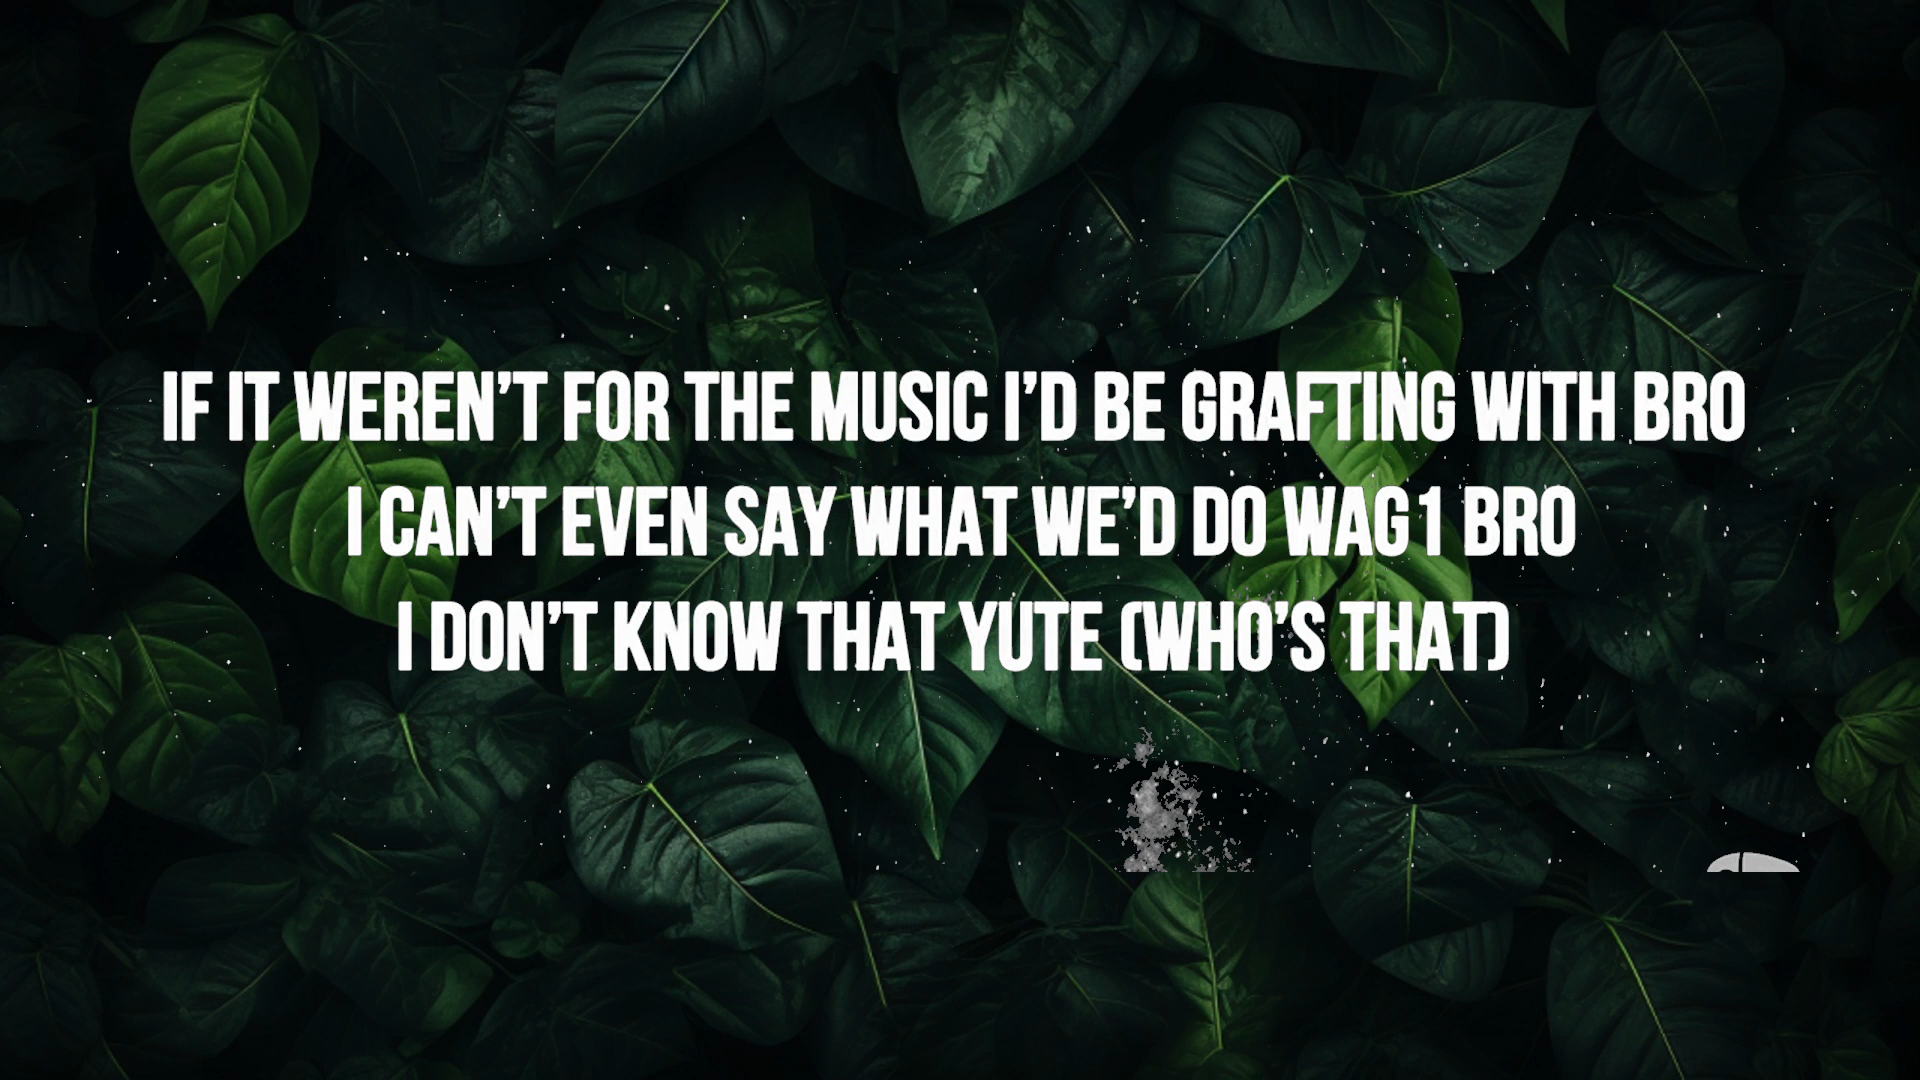 IF IT WEREN'T FOR THE MUSIC I'D BE GRAFTING WITH BRO
I CAN'T EVEN SAY WHAT WE'D DO WAG1 BRO
I DON'T KNOW THAT YUTE (WHO'S THAT)